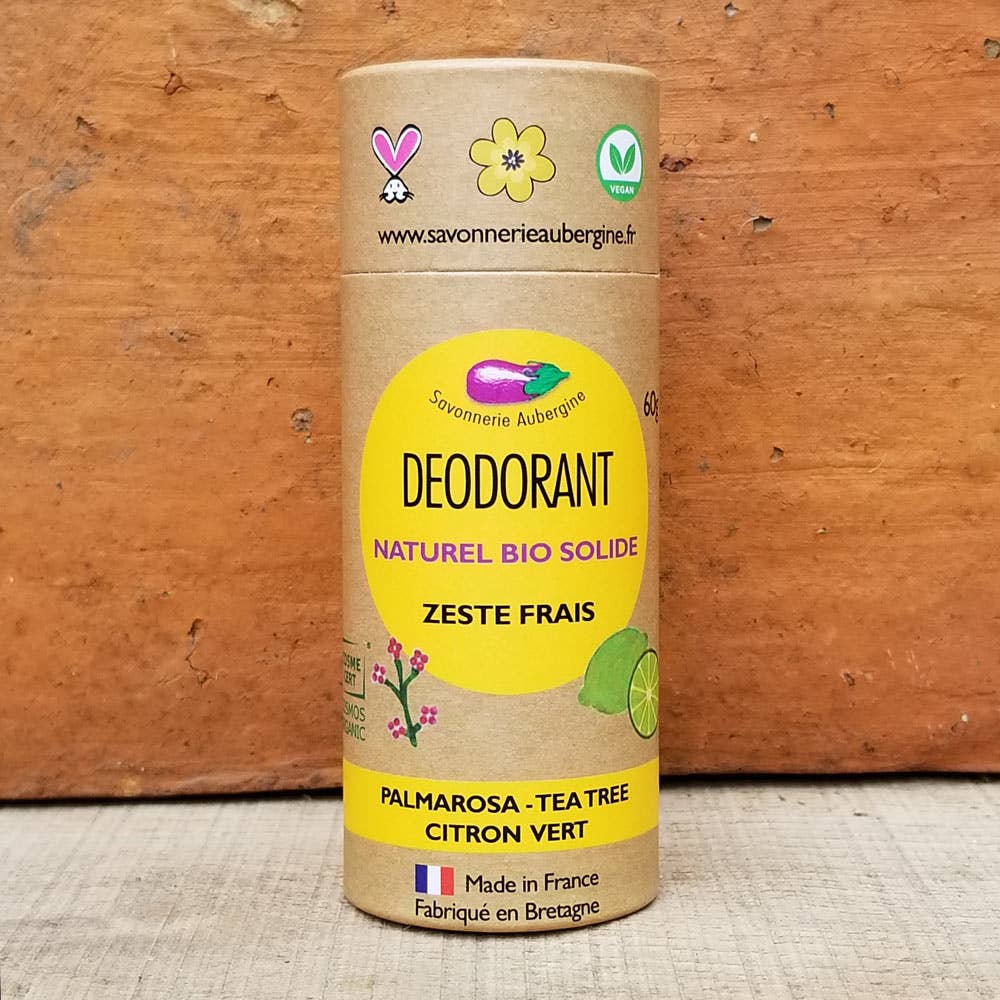 VEGAN
www.savonnerieaubergine.fr
Savonnerie Aubergine
60g
DEODORANT
NATUREL BIO SOLIDE
ZESTE FRAIS
PALMAROSA - TEA TREE
CITRON VERT
Made in France
Fabriqué en Bretagne